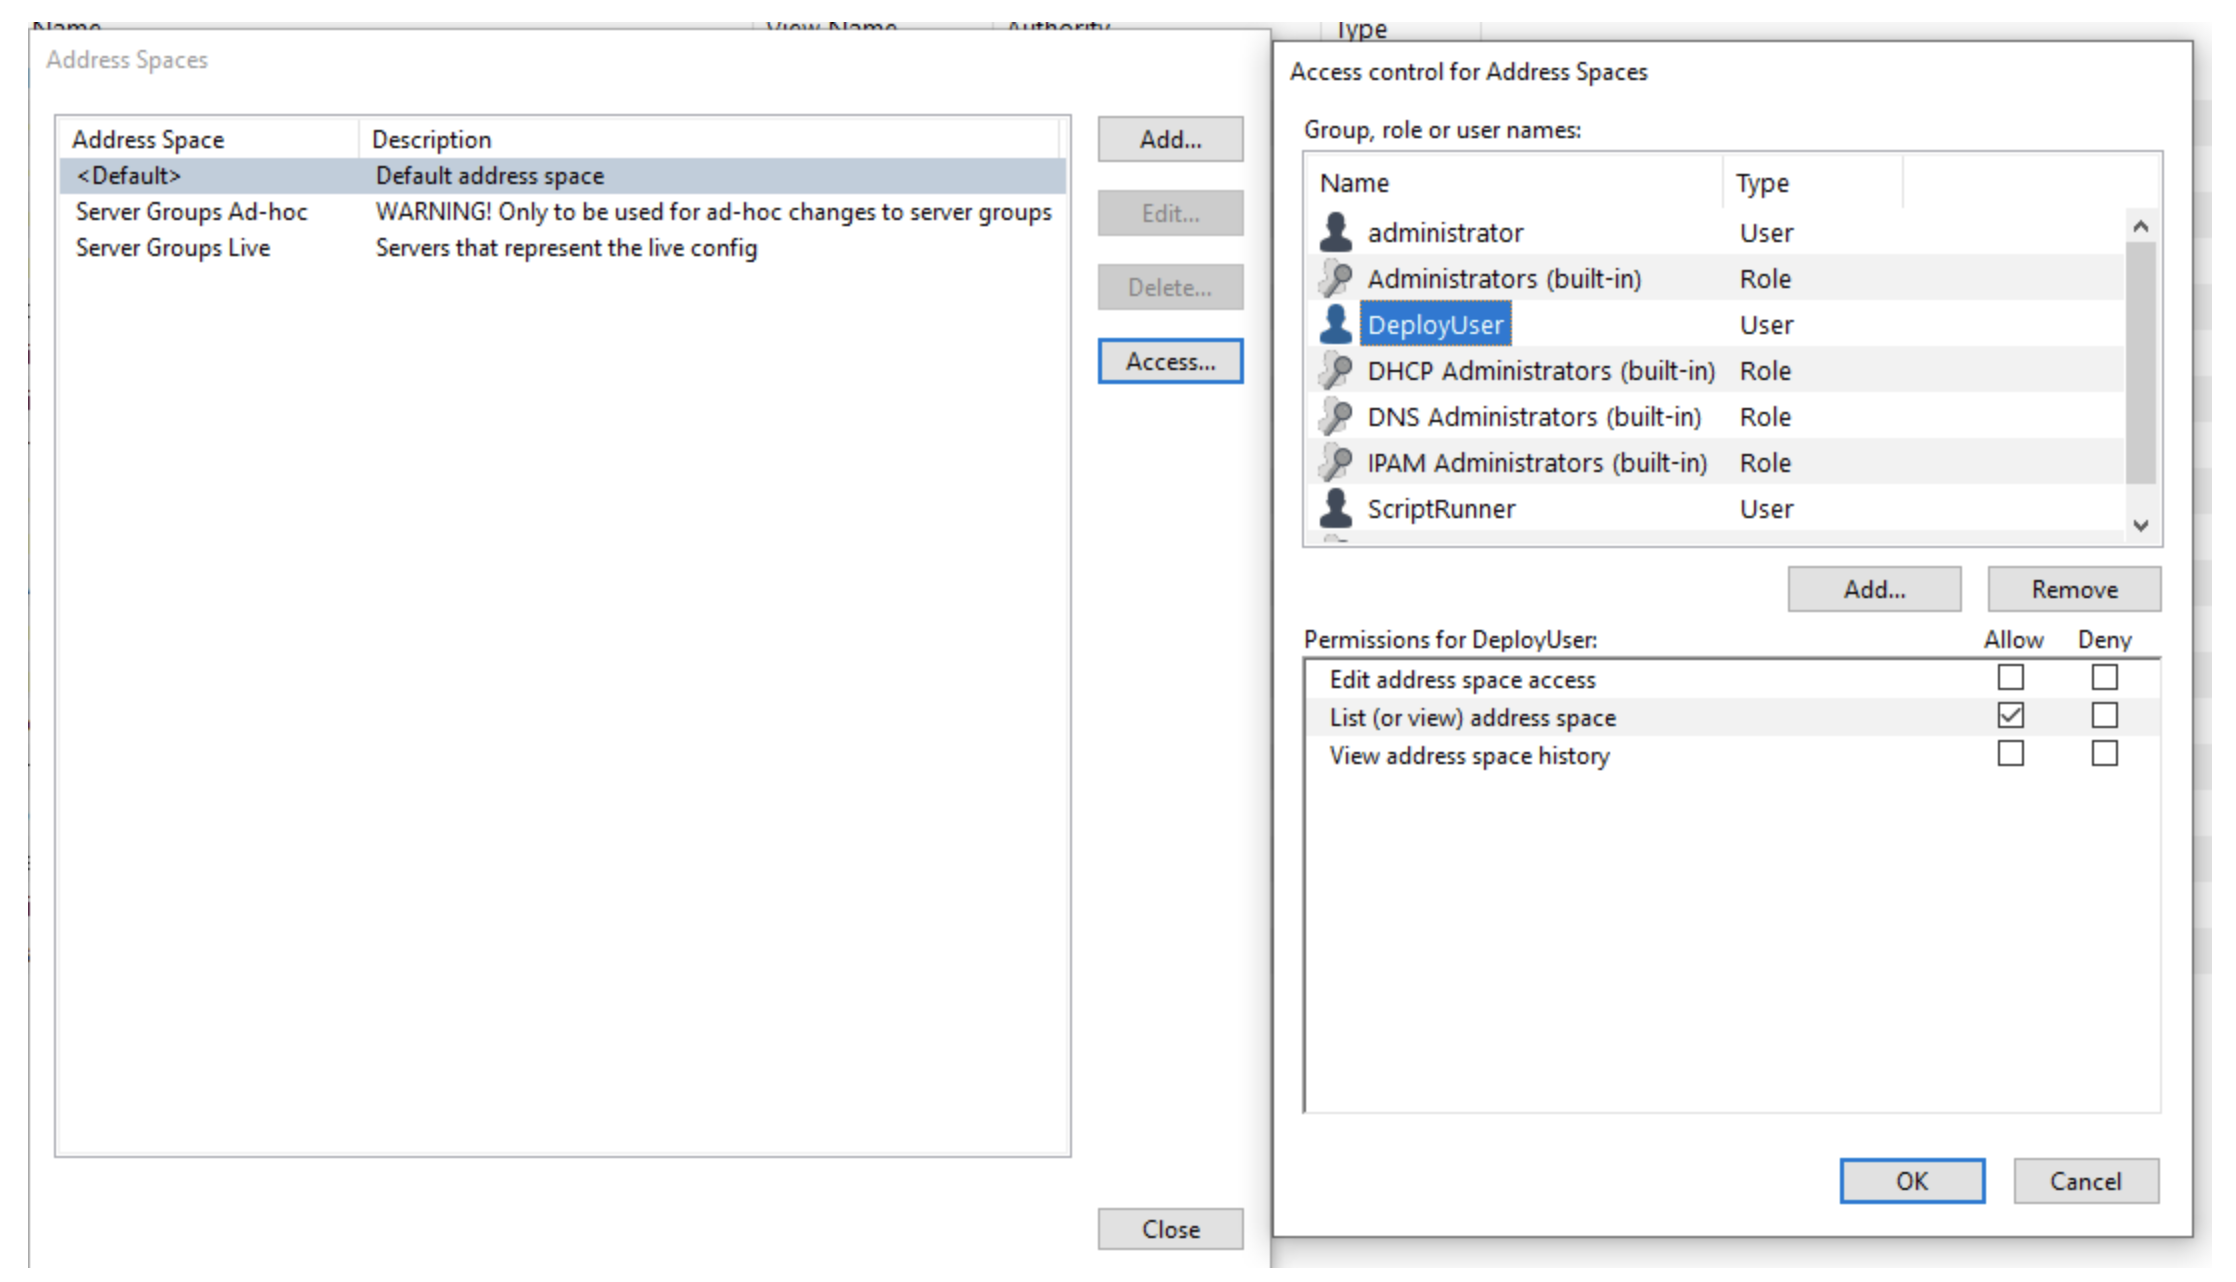 Name View Name Authority Type
Address Spaces
Address Space Description
<Default> Default address space
Server Groups Ad-hoc WARNING! Only to be used for ad-hoc changes to server groups
Server Groups Live Servers that represent the live config
Add...
Edit...
Delete...
Access...
Close
Access control for Address Spaces
Group, role or user names:
Name Type
administrator User
Administrators (built-in) Role
DeployUser User
DHCP Administrators (built-in) Role
DNS Administrators (built-in) Role
IPAM Administrators (built-in) Role
ScriptRunner User
Add... Remove
Permissions for DeployUser: Allow Deny
Edit address space access
List (or view) address space
View address space history
OK Cancel